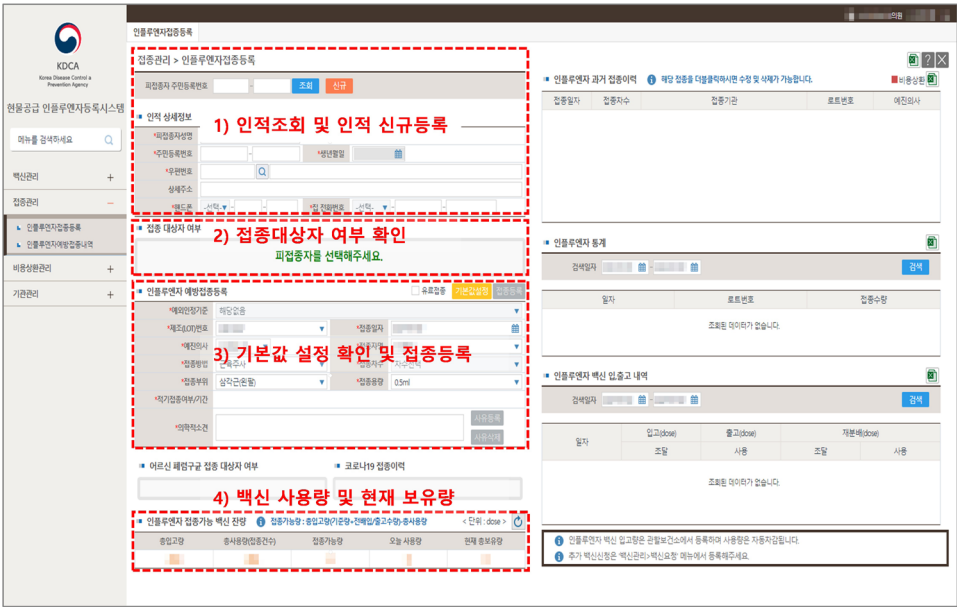 의원
KDCA
Korea Disease Control and
Prevention Agency
현물공급 인플루엔자등록시스템
메뉴를 검색하세요
백신관리 +
접종관리 −
인플루엔자접종등록
인플루엔자예방접종내역
비용상환관리 +
기관관리 +
인플루엔자접종등록
접종관리 > 인플루엔자접종등록
피접종자 주민등록번호 - 조회 신규
인적 상세정보
1) 인적조회 및 인적 신규등록
*피접종자성명
*주민등록번호 - *생년월일
*우편번호
상세주소
*핸드폰 -선택- - *집 전화번호 -선택- -
접종 대상자 여부
2) 접종대상자 여부 확인
피접종자를 선택해주세요.
인플루엔자 예방접종등록 유료접종 기본값설정 접종등록
*예외인정기준 해당없음
*제조(LOT)번호 *접종일자
*예진의사
3) 기본값 설정 확인 및 접종등록
*접종방법 근육주사 *접종차수
*접종부위 삼각근(왼팔) *접종용량 0.5ml
*적기접종여부/기간
*의학적소견 사유등록
사유삭제
어르신 폐렴구균 접종 대상자 여부 코로나19 접종이력
4) 백신 사용량 및 현재 보유량
인플루엔자 접종가능 백신 잔량 접종가능량 : 총입고량(기준량+전배입/출고수량)-총사용량 < 단위 : dose >
총입고량 총사용량(접종건수) 접종가능량 오늘 사용량 현재 총보유량
인플루엔자 과거 접종이력 해당 접종을 더블클릭하시면 수정 및 삭제가 가능합니다. 비용상환
접종일자 접종차수 접종기관 로트번호 예진의사
인플루엔자 통계
검색일자 - 검색
일자 로트번호 접종수량
조회된 데이터가 없습니다.
인플루엔자 백신 입.출고 내역
검색일자 - 검색
일자 입고(dose) 출고(dose) 재분배(dose)
조달 사용 조달 사용
조회된 데이터가 없습니다.
인플루엔자 백신 입고량은 관할보건소에서 등록하며 사용량은 자동차감됩니다.
추가 백신신청은 '백신관리>백신요청' 메뉴에서 등록해주세요.